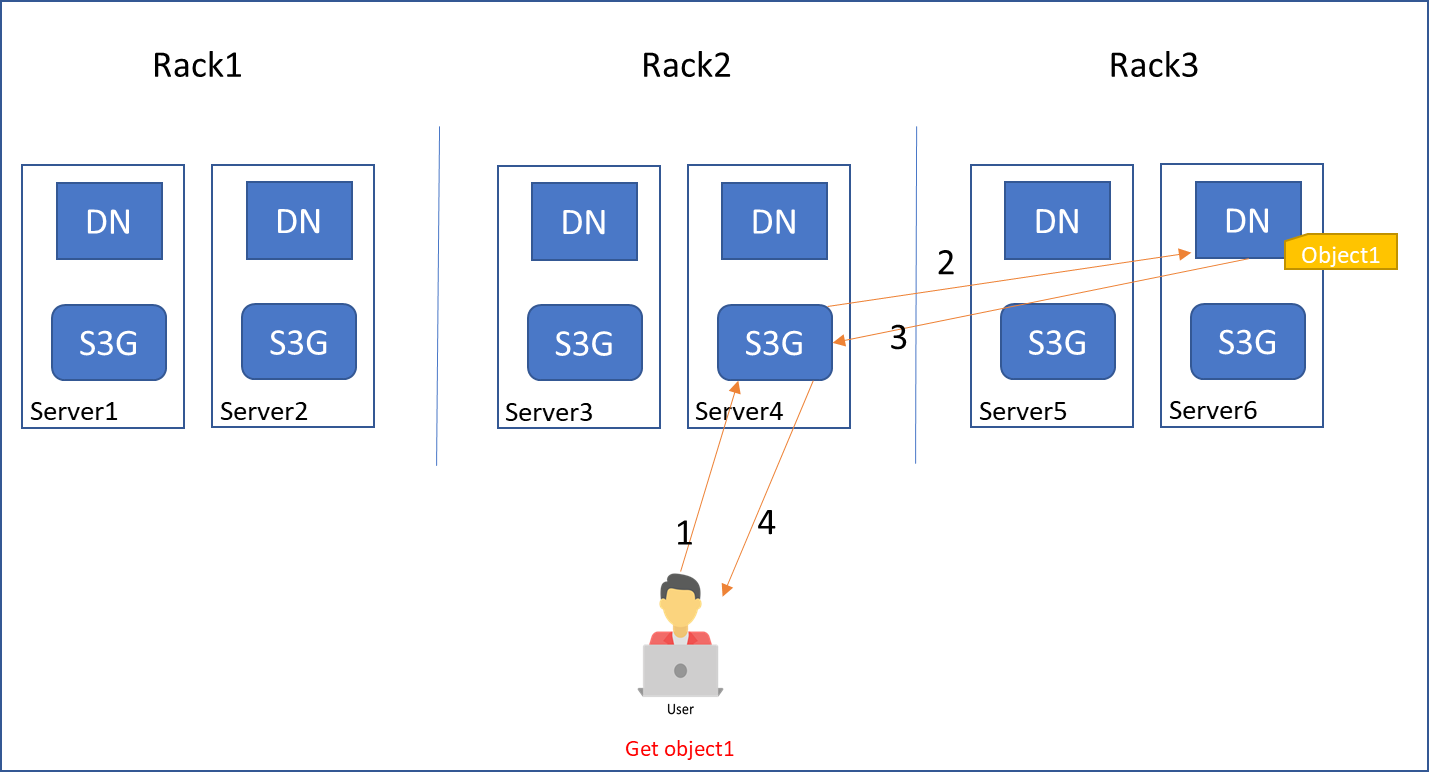 Rack1
Rack2
Rack3
DN
DN
DN
DN
DN
DN
Object1
2
3
S3G
S3G
S3G
S3G
S3G
S3G
Server1
Server2
Server3
Server4
Server5
Server6
1
4
User
Get object1